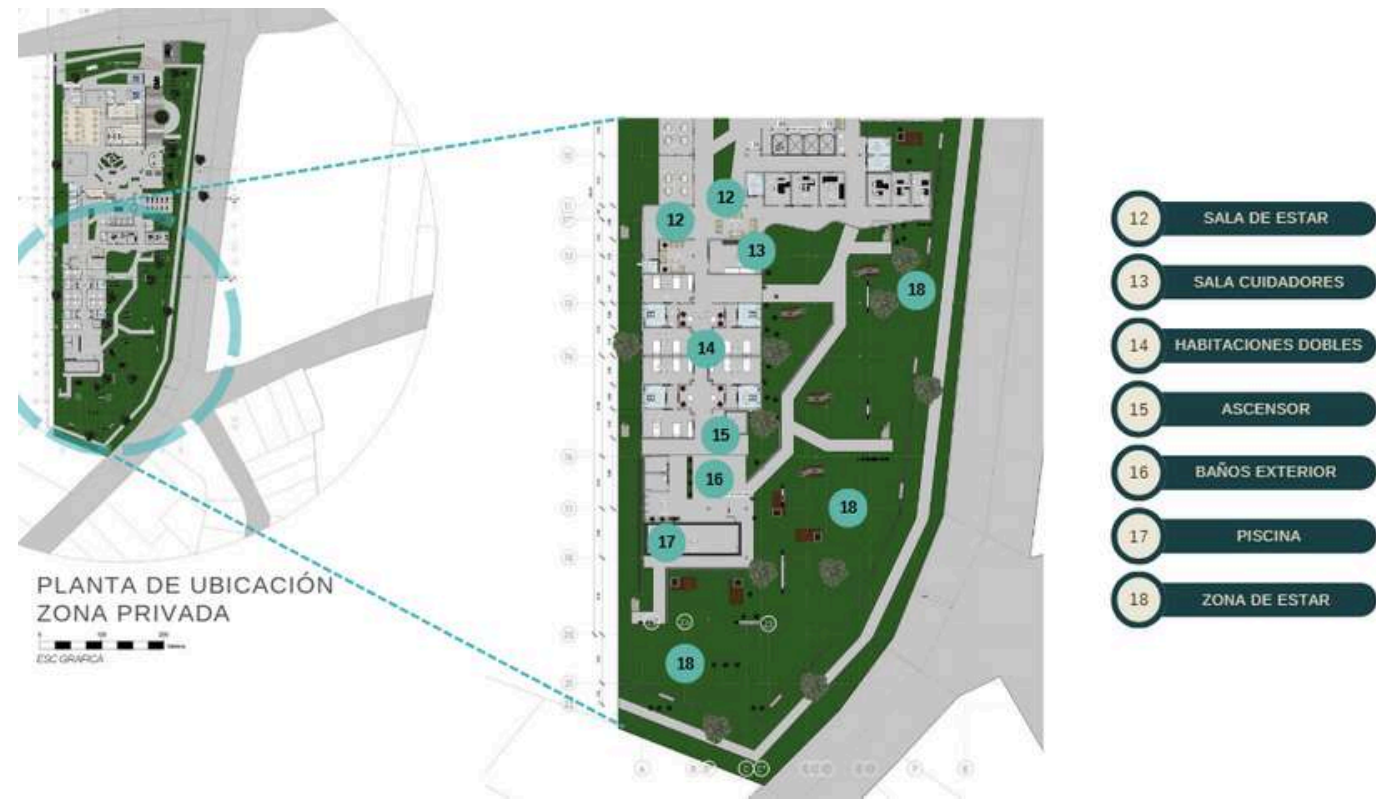 12
12
13
18
14
15
16
18
17
18
PLANTA DE UBICACIÓN
ZONA PRIVADA
ESC GRAFICA
12 SALA DE ESTAR
13 SALA CUIDADORES
14 HABITACIONES DOBLES
15 ASCENSOR
16 BAÑOS EXTERIOR
17 PISCINA
18 ZONA DE ESTAR